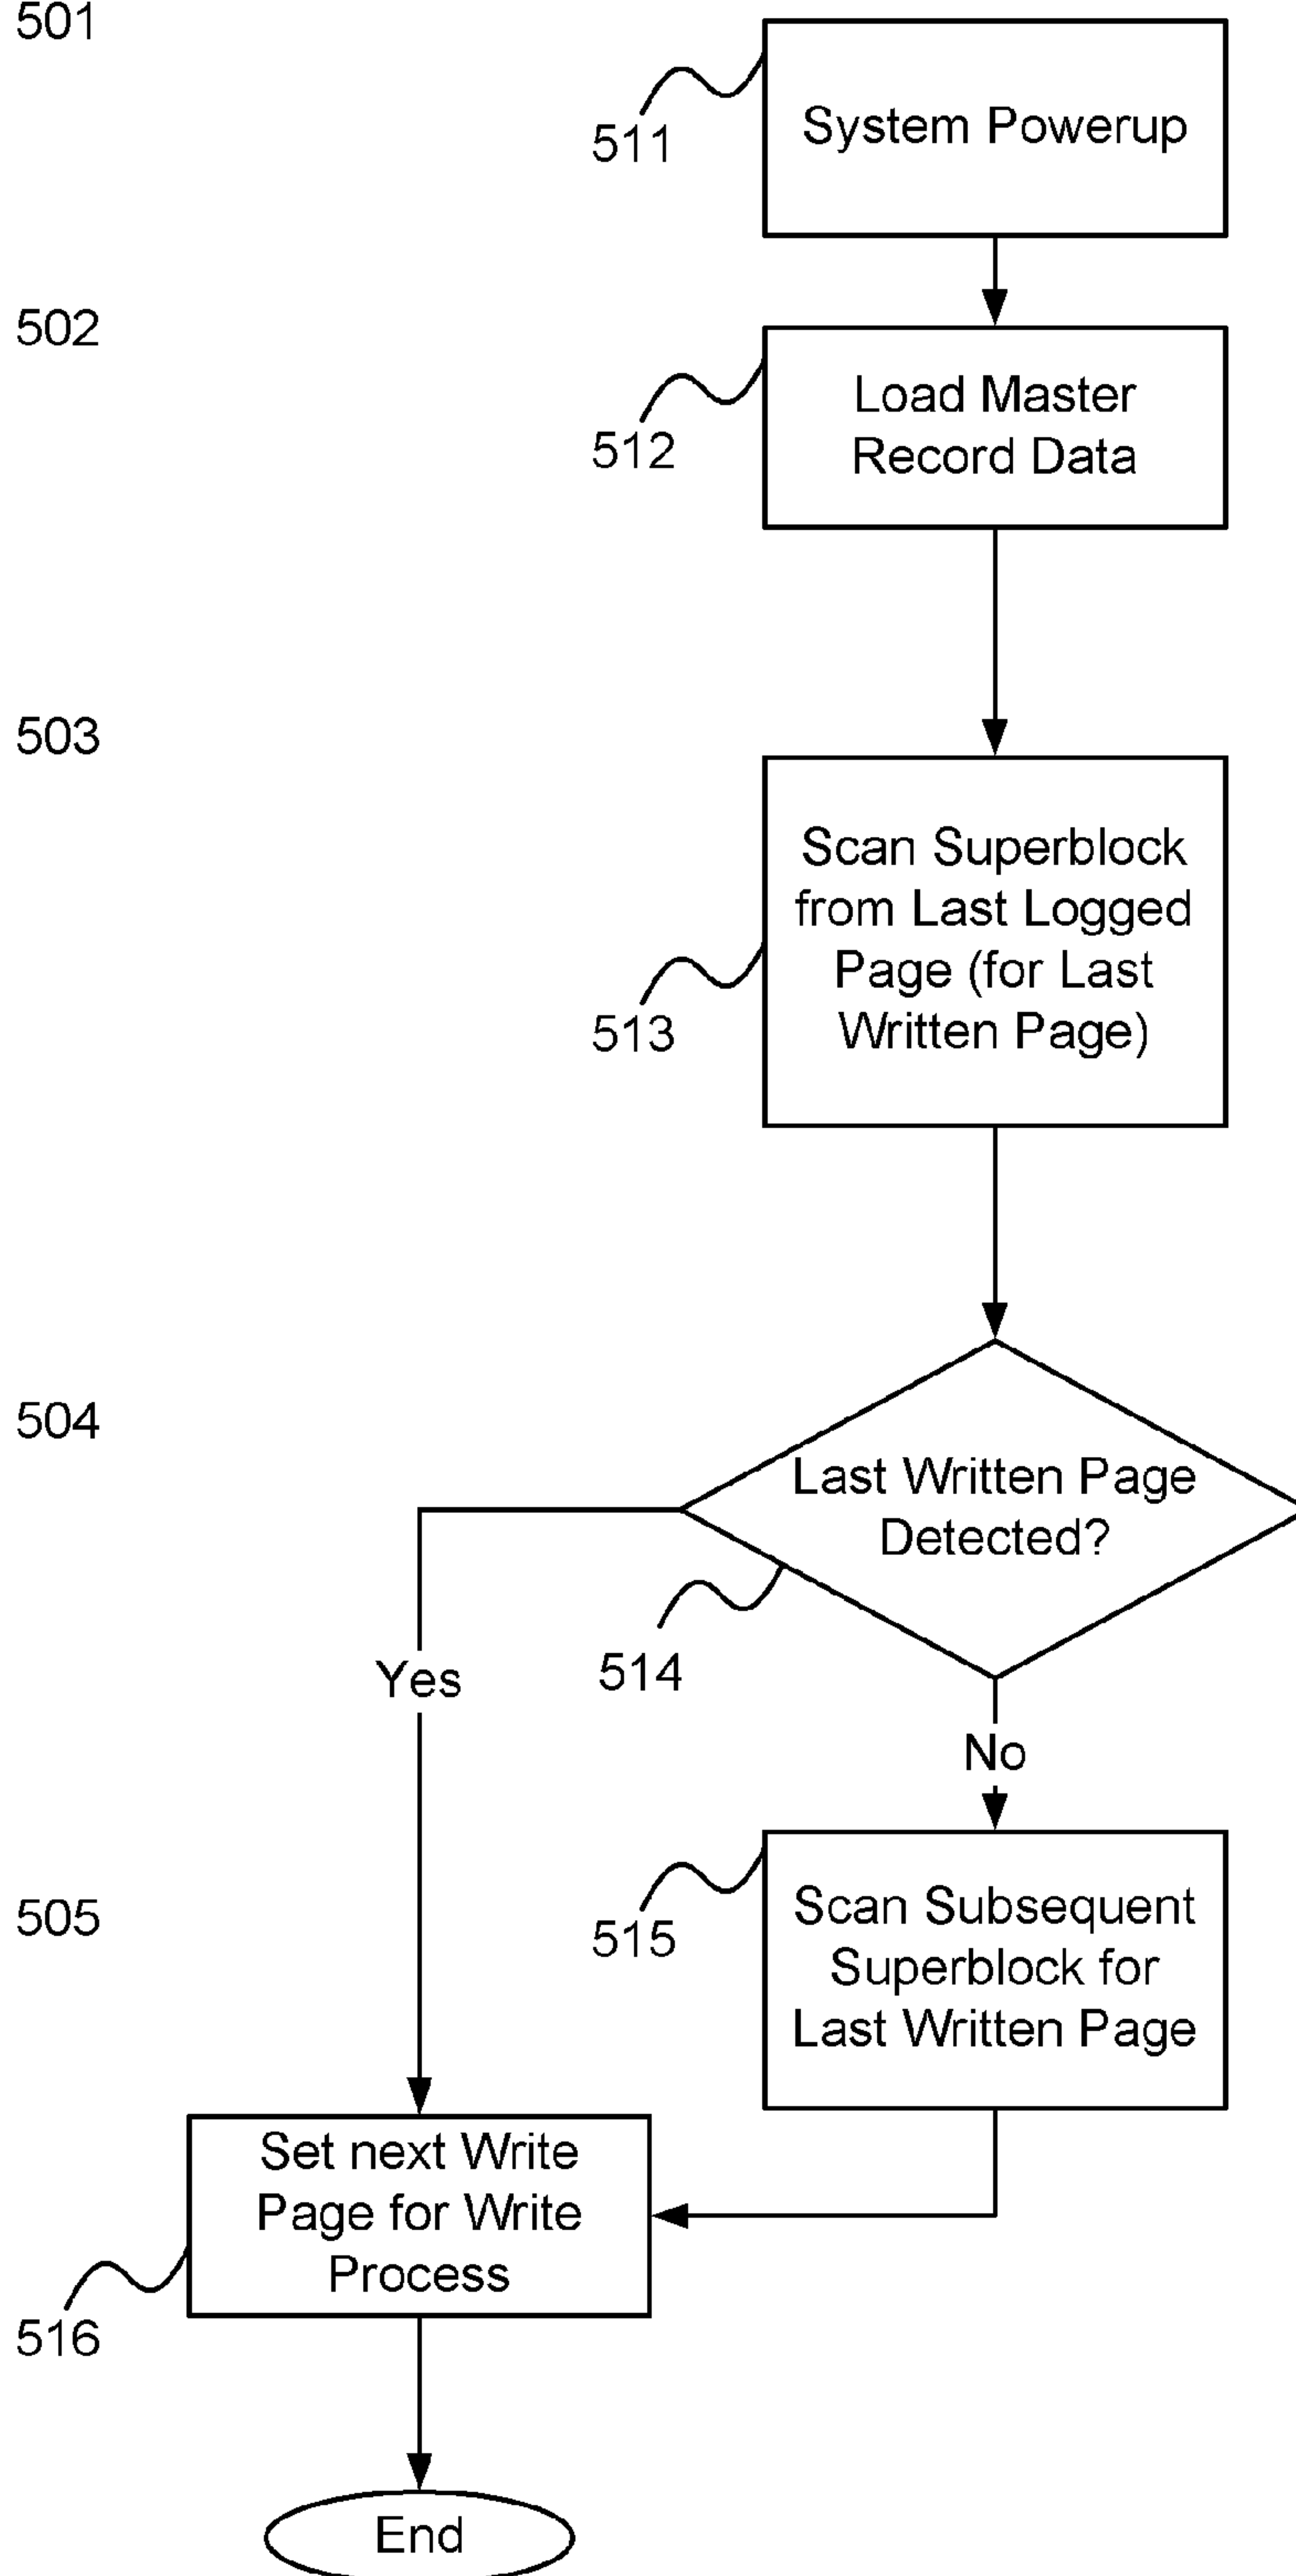 501
System Powerup
511
502
Load Master
Record Data
512
503
Scan Superblock
from Last Logged
Page (for Last
Written Page)
513
504
Last Written Page
Detected?
514
Yes
No
505
Scan Subsequent
Superblock for
Last Written Page
515
Set next Write
Page for Write
Process
516
End